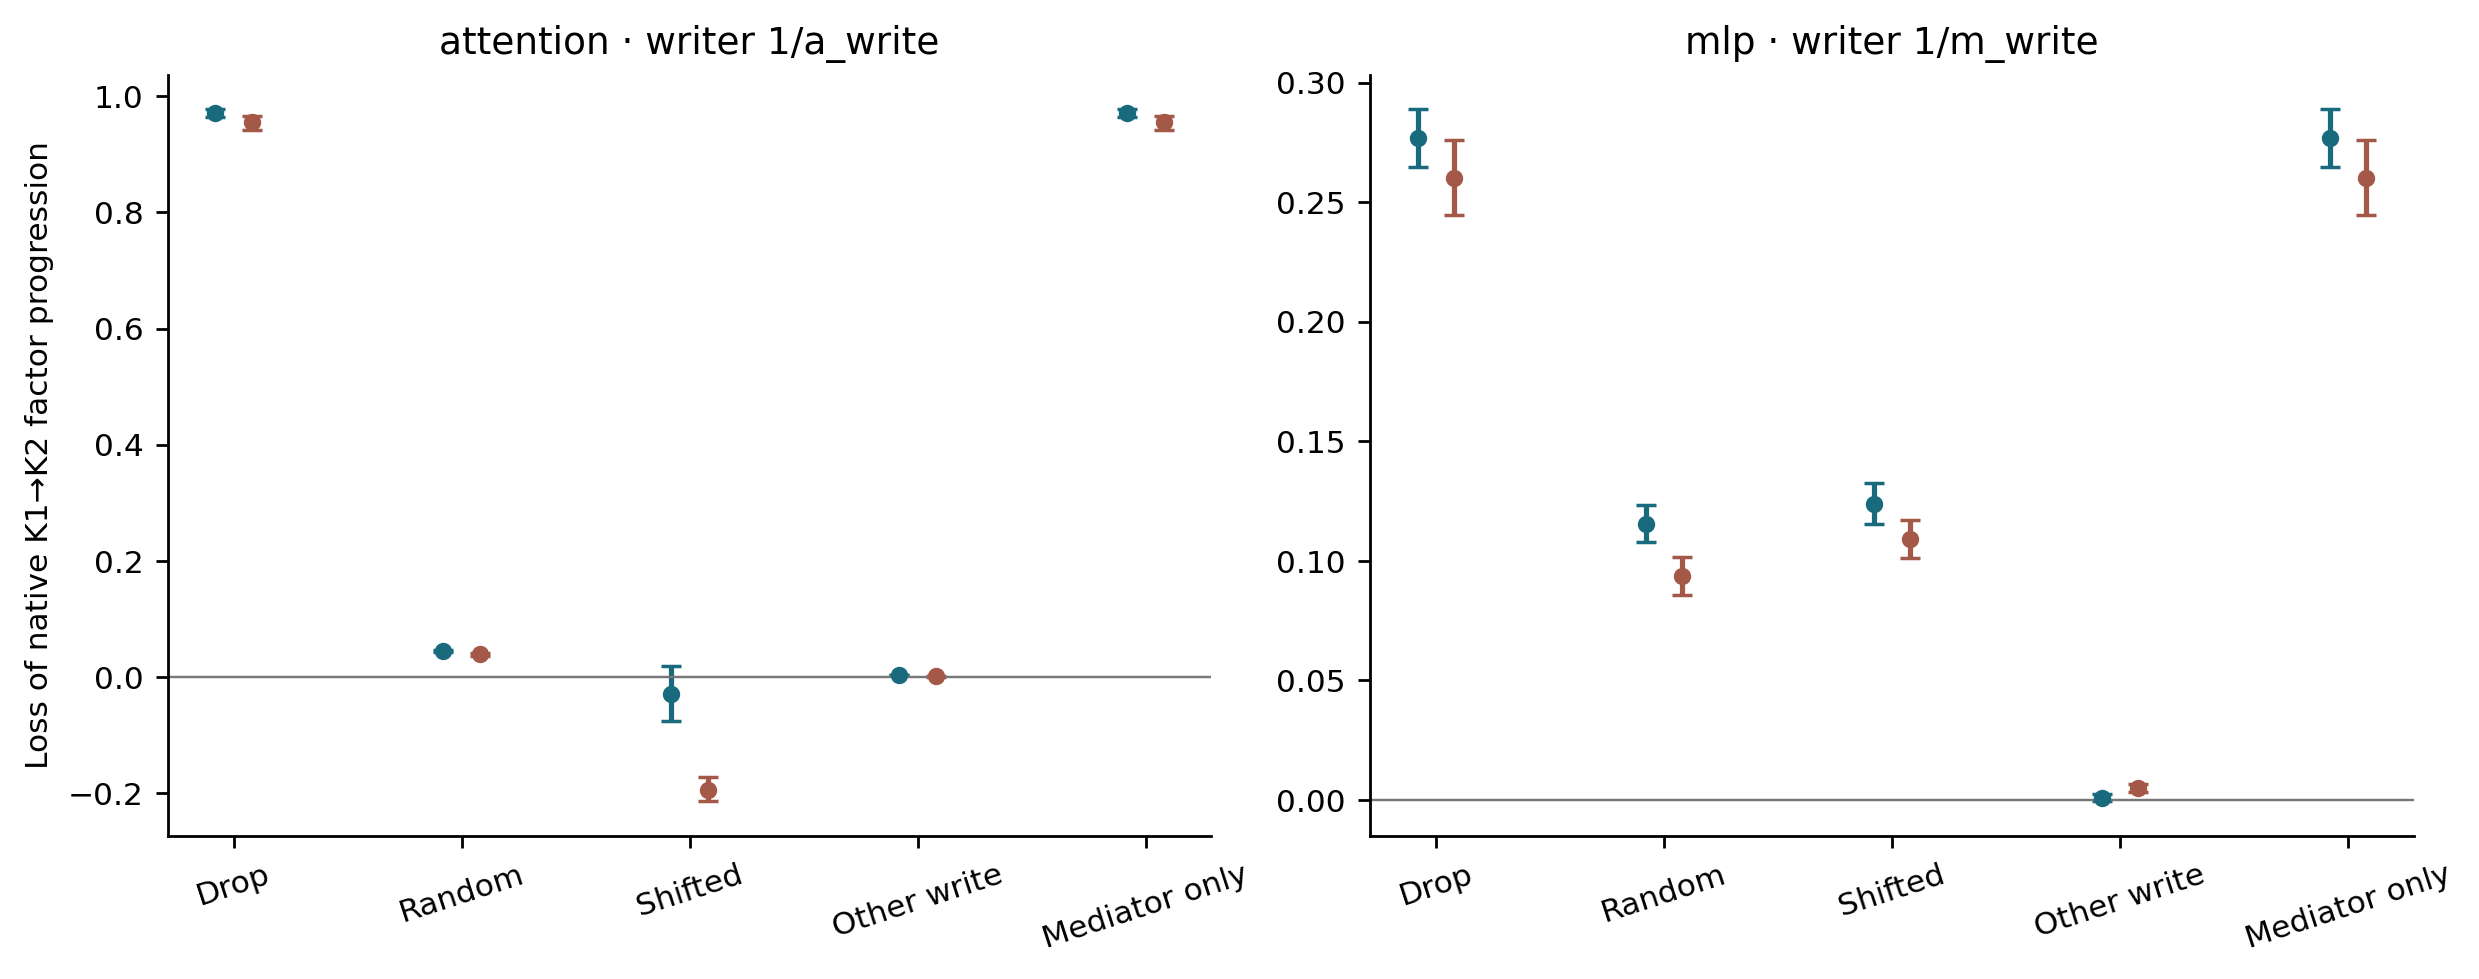 attention · writer 1/a_write
Loss of native K1→K2 factor progression
1.0
0.8
0.6
0.4
0.2
0.0
−0.2
Drop
Random
Shifted
Other write
Mediator only
mlp · writer 1/m_write
0.30
0.25
0.20
0.15
0.10
0.05
0.00
Drop
Random
Shifted
Other write
Mediator only